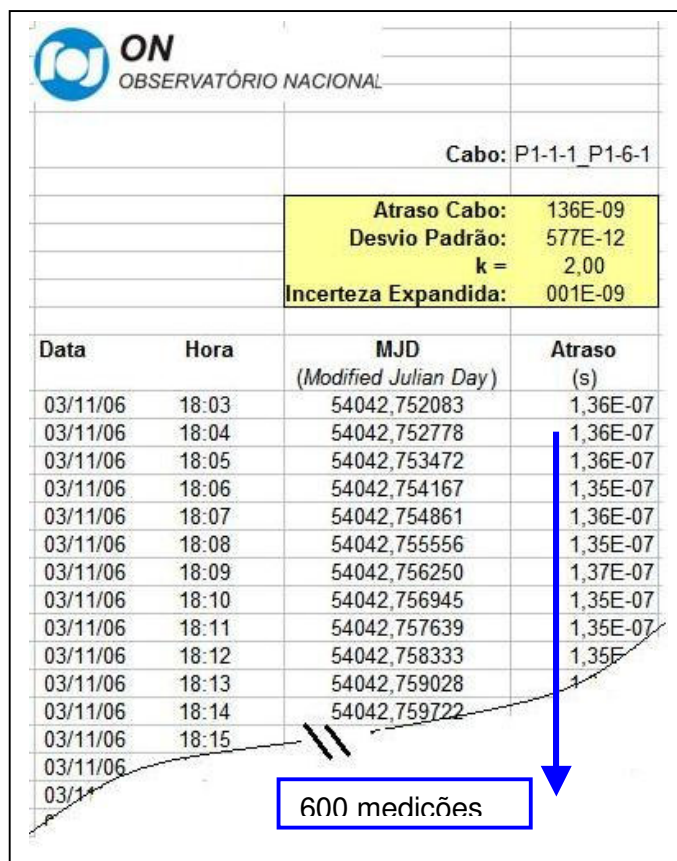 ON
OBSERVATÓRIO NACIONAL
Cabo: P1-1-1_P1-6-1
Atraso Cabo: 136E-09
Desvio Padrão: 577E-12
k = 2,00
Incerteza Expandida: 001E-09
Data Hora MJD Atraso
(Modified Julian Day) (s)
03/11/06 18:03 54042,752083 1,36E-07
03/11/06 18:04 54042,752778 1,36E-07
03/11/06 18:05 54042,753472 1,36E-07
03/11/06 18:06 54042,754167 1,35E-07
03/11/06 18:07 54042,754861 1,36E-07
03/11/06 18:08 54042,755556 1,35E-07
03/11/06 18:09 54042,756250 1,37E-07
03/11/06 18:10 54042,756945 1,35E-07
03/11/06 18:11 54042,757639 1,35E-07
03/11/06 18:12 54042,758333 1,35E
03/11/06 18:13 54042,759028
03/11/06 18:14 54042,759722
03/11/06 18:15
03/11/06
03/1
600 medicões